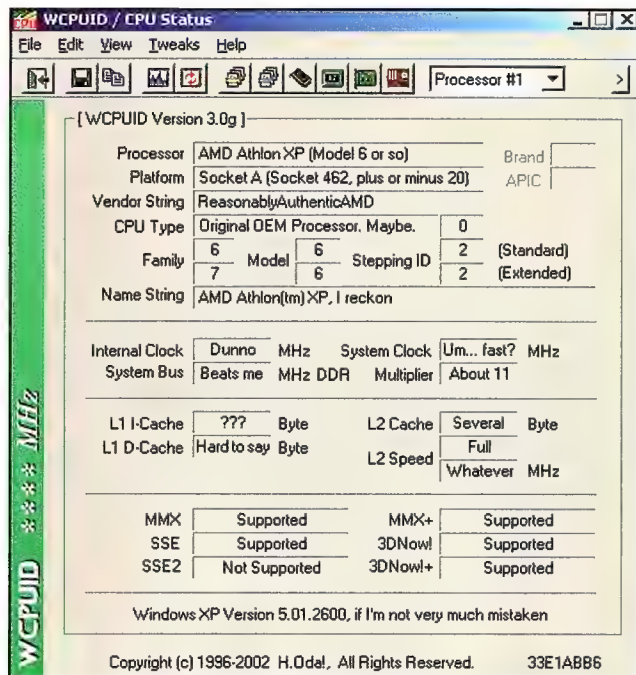 WCPUID / CPU Status
File Edit View Tweaks Help
Processor #1
[ WCPUID Version 3.0g ]
Processor AMD Athlon XP (Model 6 or so) Brand
Platform Socket A (Socket 462, plus or minus 20) APIC
Vendor String ReasonablyAuthenticAMD
CPU Type Original OEM Processor. Maybe. 0
Family 6 Model 6 Stepping ID 2 (Standard)
7 6 2 (Extended)
Name String AMD Athlon(tm) XP, I reckon
Internal Clock Dunno MHz System Clock Um... fast? MHz
System Bus Beats me MHz DDR Multiplier About 11
L1 I-Cache ??? Byte L2 Cache Several Byte
L1 D-Cache Hard to say Byte L2 Speed Full
Whatever MHz
MMX Supported MMX+ Supported
SSE Supported 3DNow! Supported
SSE2 Not Supported 3DNow!+ Supported
Windows XP Version 5.01.2600, if I'm not very much mistaken
Copyright (c) 1996-2002 H.Oda!, All Rights Reserved. 33E1ABB6
WCPUID **** MHz